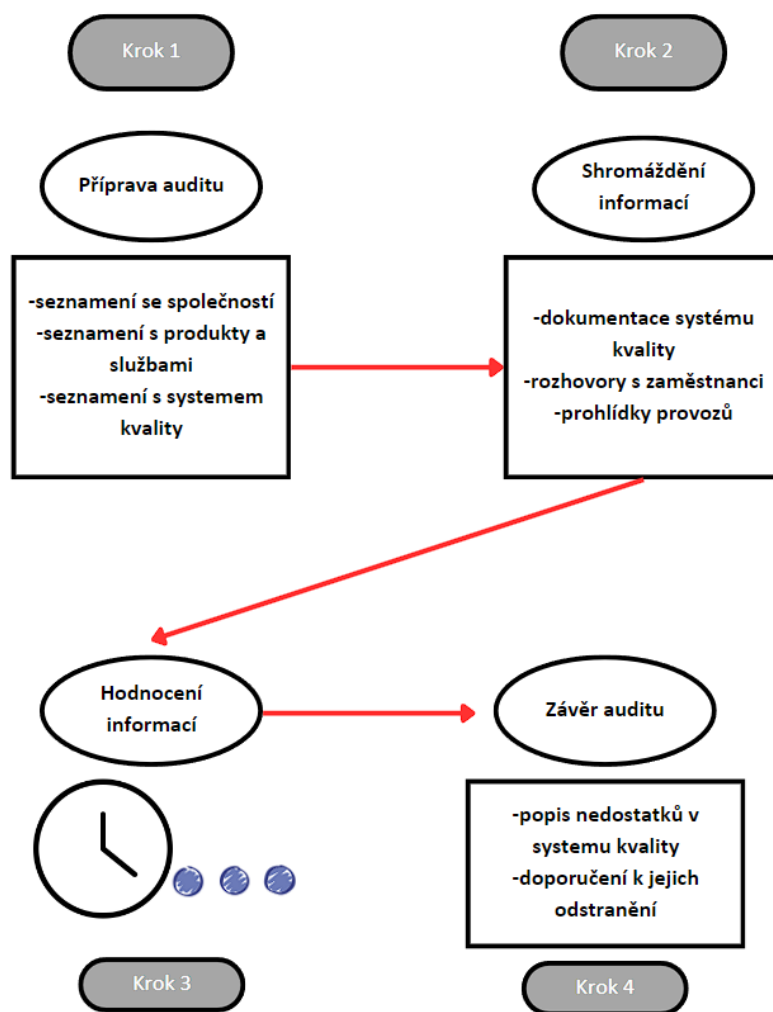 Krok 1
Krok 2
Příprava auditu
Shromáždění
informací
-seznamení se společností
-seznamení s produkty a
službami
-seznamení s systemem
kvality
-dokumentace systému
kvality
-rozhovory s zaměstnanci
-prohlídky provozů
Hodnocení
informací
Závěr auditu
-popis nedostatků v
systemu kvality
-doporučení k jejich
odstranění
Krok 3
Krok 4